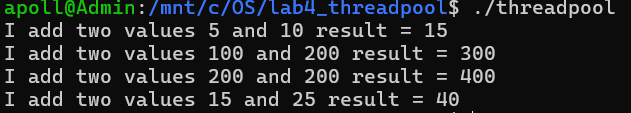 apoll@Admin:/mnt/c/OS/lab4_threadpool$ ./threadpool
I add two values 5 and 10 result = 15
I add two values 100 and 200 result = 300
I add two values 200 and 200 result = 400
I add two values 15 and 25 result = 40